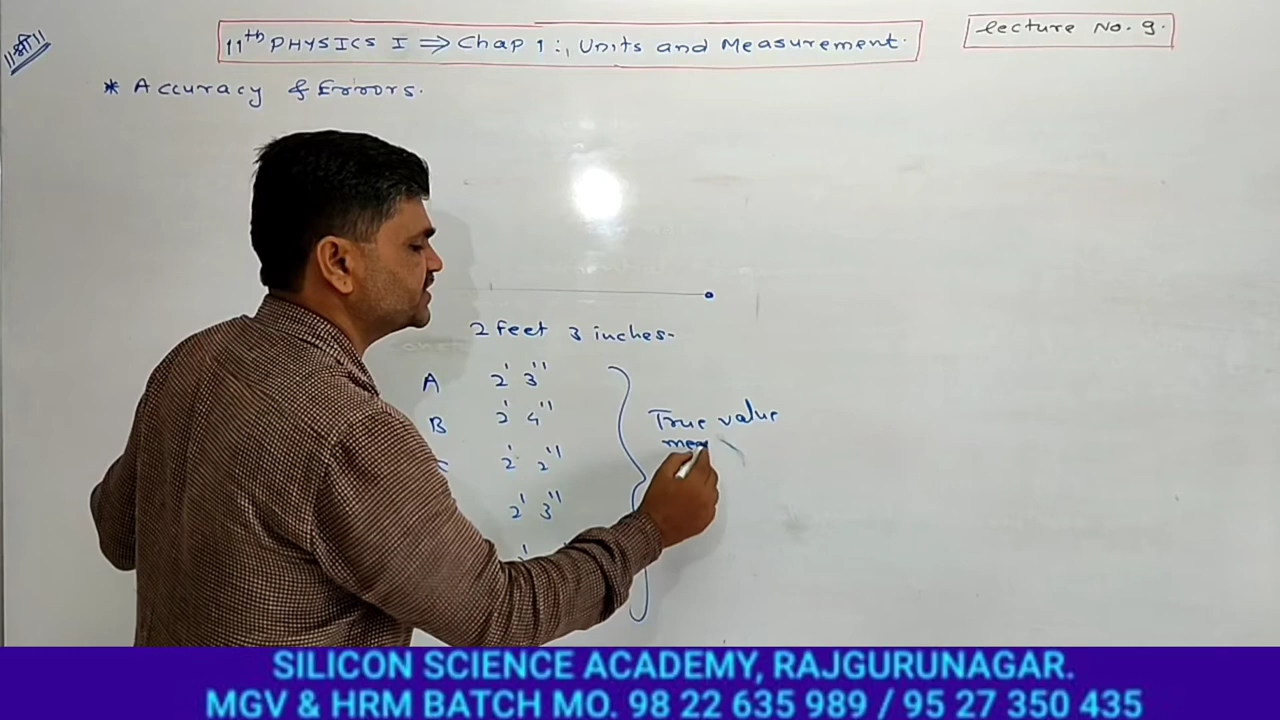 ॥श्री॥
11th PHYSICS I ⇒ Chap 1:, Units and Measurement.
lecture No. 9.
* Accuracy & Errors.
2 feet 3 inches.
A 2' 3"
B 2' 4"
2' 2"
2' 3"
True value
mea
SILICON SCIENCE ACADEMY, RAJGURUNAGAR.
MGV & HRM BATCH MO. 98 22 635 989 / 95 27 350 435